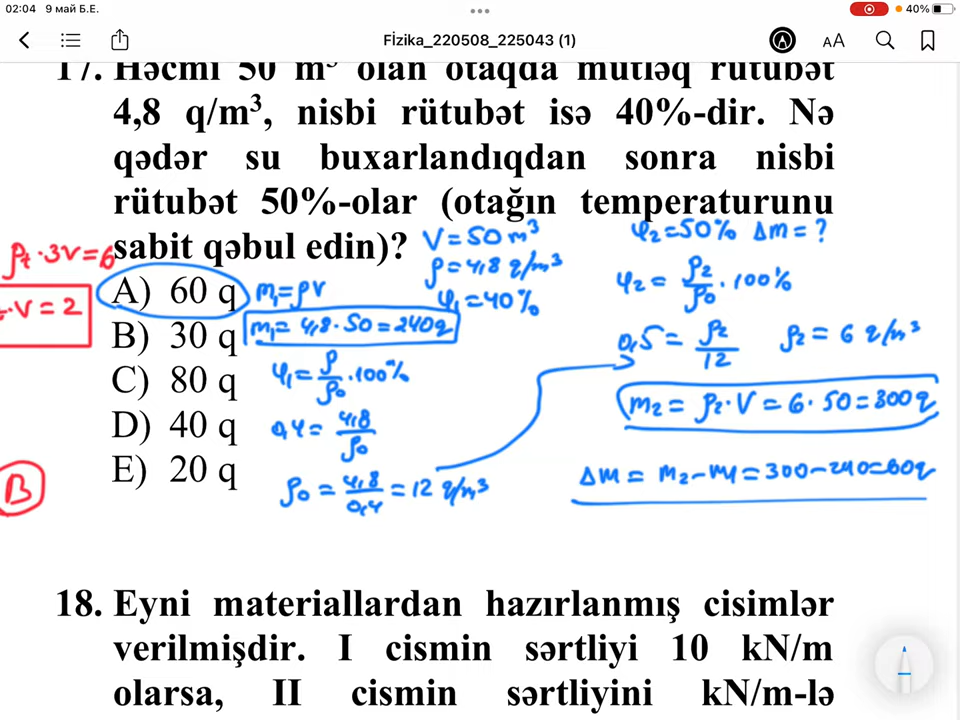 02:04 9 май Б.Е.
40%
Fizika_220508_225043 (1)
AA
17. Həcmi 50 m³ olan otaqda mütləq rütubət
4,8 q/m³, nisbi rütubət isə 40%-dir. Nə
qədər su buxarlandıqdan sonra nisbi
rütubət 50%-olar (otağın temperaturunu
sabit qəbul edin)?
A) 60 q
B) 30 q
C) 80 q
D) 40 q
E) 20 q
ρ₂·3V=6
·V=2
B
V=50 m³
ρ=4,8 q/m³
φ₁=40%
m₁=ρV
m₁=4,8·50=240q
φ₁=ρ/ρ₀·100%
0,4=4,8/ρ₀
ρ₀=4,8/0,4=12 q/m³
φ₂=50% Δm=?
φ₂=ρ₂/ρ₀·100%
0,5=ρ₂/12 ρ₂=6 q/m³
m₂=ρ₂·V=6·50=300q
Δm=m₂-m₁=300-240=60q
18. Eyni materiallardan hazırlanmış cisimlər
verilmişdir. I cismin sərtliyi 10 kN/m
olarsa, II cismin sərtliyini kN/m-lə